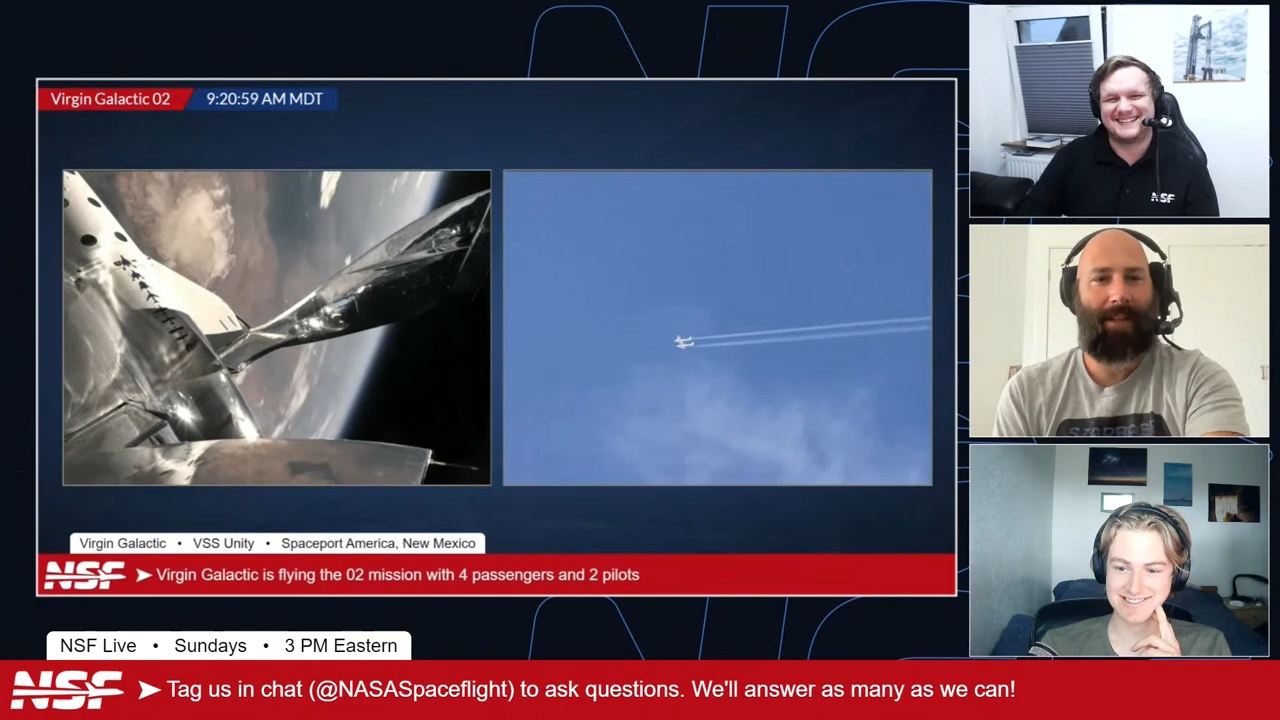 Virgin Galactic 02
9:20:59 AM MDT
Virgin Galactic • VSS Unity • Spaceport America, New Mexico
NSF
Virgin Galactic is flying the 02 mission with 4 passengers and 2 pilots
NSF
NSF Live • Sundays • 3 PM Eastern
NSF
Tag us in chat (@NASASpaceflight) to ask questions. We'll answer as many as we can!